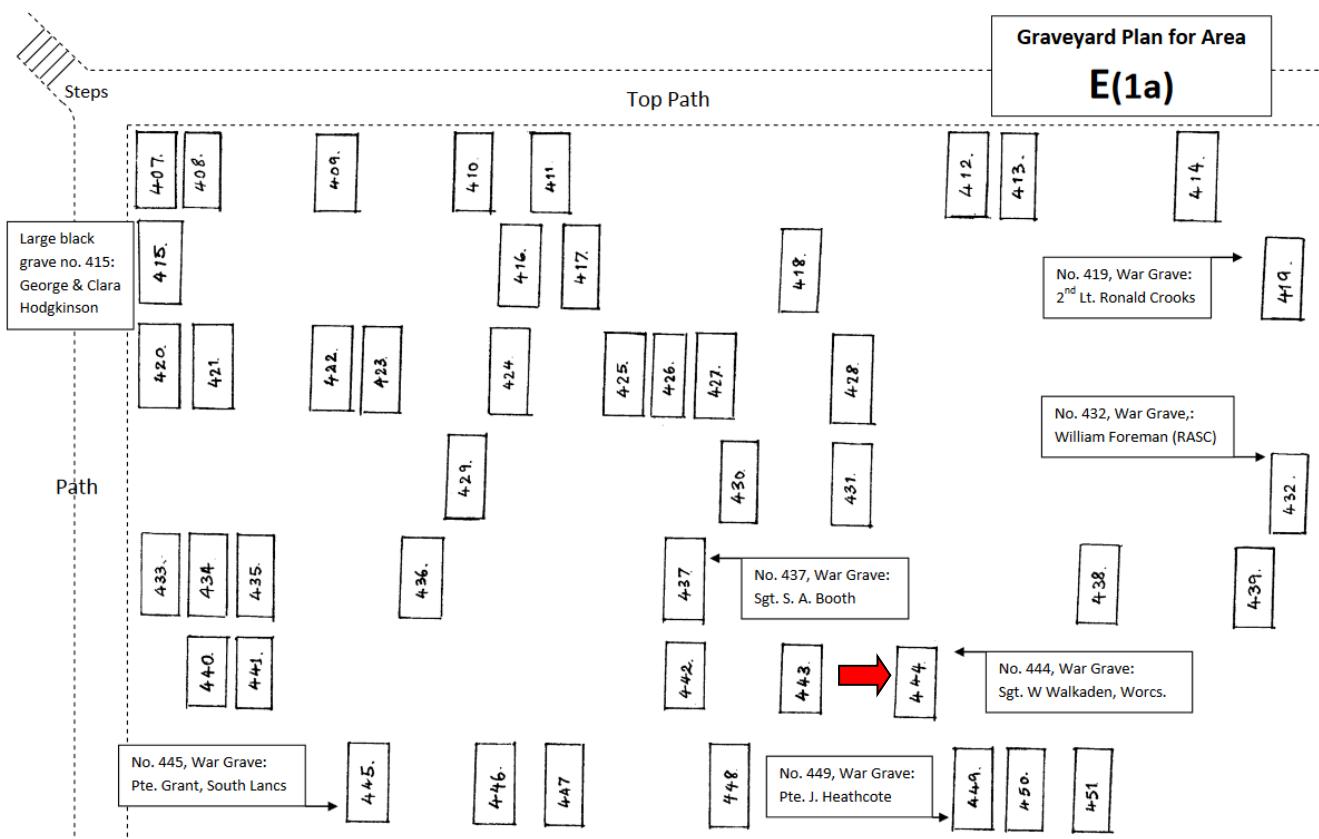 Graveyard Plan for Area
E(1a)
Steps
Top Path
407. 408. 409. 410. 411. 412. 413. 414.
Large black
grave no. 415:
George & Clara
Hodgkinson
415. 416. 417. 418. 419.
No. 419, War Grave:
2nd Lt. Ronald Crooks
420. 421. 422. 423. 424. 425. 426. 427. 428.
No. 432, War Grave,:
William Foreman (RASC)
Path
429. 430. 431. 432.
433. 434 435. 436. 437. 438. 439.
No. 437, War Grave:
Sgt. S. A. Booth
440. 441. 442. 443. 444.
No. 444, War Grave:
Sgt. W Walkaden, Worcs.
No. 445, War Grave:
Pte. Grant, South Lancs
445. 446. 447 448. 449. 450. 451
No. 449, War Grave:
Pte. J. Heathcote